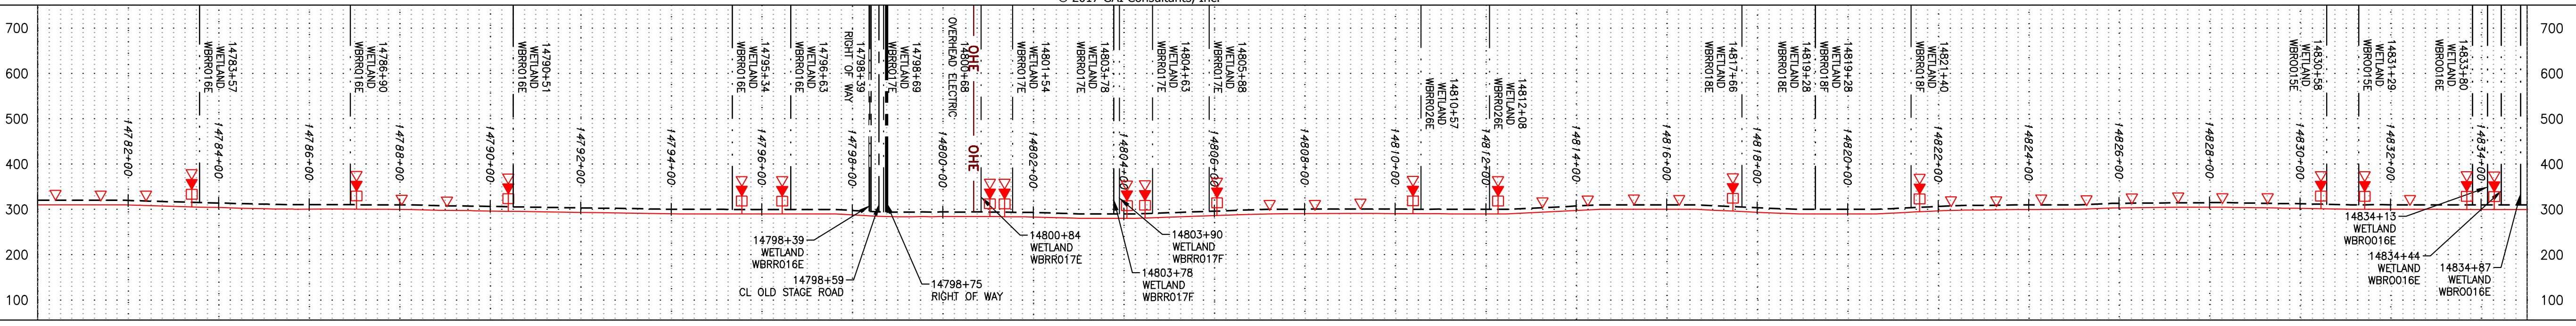 © 2017 GAI Consultants, Inc.
700
600
500
400
300
200
100
14783+57
WETLAND
WBRR016E
14786+90
WETLAND
WBRR016E
14790+51
WETLAND
WBRR016E
14795+34
WETLAND
WBRR016E
14796+63
WETLAND
WBRR016E
14798+39
RIGHT OF WAY
14798+69
WETLAND
WBRR017E
14800+68
OVERHEAD ELECTRIC
OHE
OHE
14801+54
WETLAND
WBRR017E
14803+78
WETLAND
WBRR017E
14804+63
WETLAND
WBRR017E
14805+88
WETLAND
WBRR017E
14810+57
WETLAND
WBRR026E
14812+08
WETLAND
WBRR026E
14817+66
WETLAND
WBRR018E
14819+28
WETLAND
WBRR018E
14819+28
WETLAND
WBRR018F
14821+40
WETLAND
WBRR018F
14830+58
WETLAND
WBRO015E
14831+29
WETLAND
WBRO015E
14833+80
WETLAND
WBRO016E
14782+00
14784+00
14786+00
14788+00
14790+00
14792+00
14794+00
14796+00
14798+00
14800+00
14802+00
14804+00
14806+00
14808+00
14810+00
14812+00
14814+00
14816+00
14818+00
14820+00
14822+00
14824+00
14826+00
14828+00
14830+00
14832+00
14834+00
14798+39
WETLAND
WBRR016E
14798+59
CL OLD STAGE ROAD
14798+75
RIGHT OF WAY
14800+84
WETLAND
WBRR017E
14803+90
WETLAND
WBRR017F
14803+78
WETLAND
WBRR017F
14834+13
WETLAND
WBRO016E
14834+44
WETLAND
WBRO016E
14834+87
WETLAND
WBRO016E
700
600
500
400
300
200
100